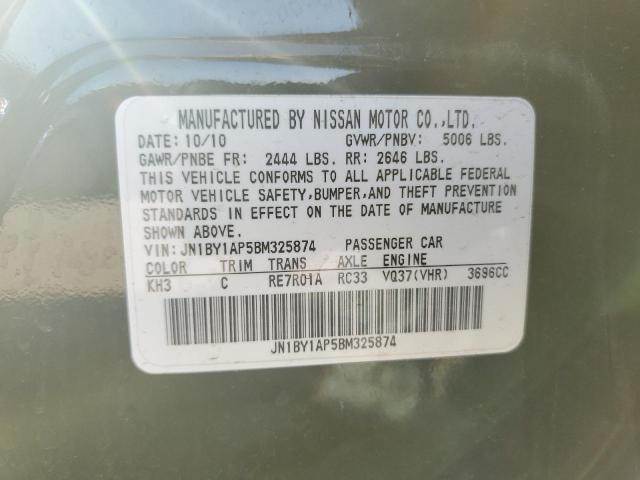 MANUFACTURED BY NISSAN MOTOR CO.,LTD.
DATE: 10/10 GVWR/PNBV: 5006 LBS.
GAWR/PNBE FR: 2444 LBS. RR: 2646 LBS.
THIS VEHICLE CONFORMS TO ALL APPLICABLE FEDERAL
MOTOR VEHICLE SAFETY,BUMPER,AND THEFT PREVENTION
STANDARDS IN EFFECT ON THE DATE OF MANUFACTURE
SHOWN ABOVE.
VIN: JN1BY1AP5BM325874 PASSENGER CAR
COLOR TRIM TRANS AXLE ENGINE
KH3 C RE7R01A RC33 VQ37(VHR) 3696CC
JN1BY1AP5BM325874